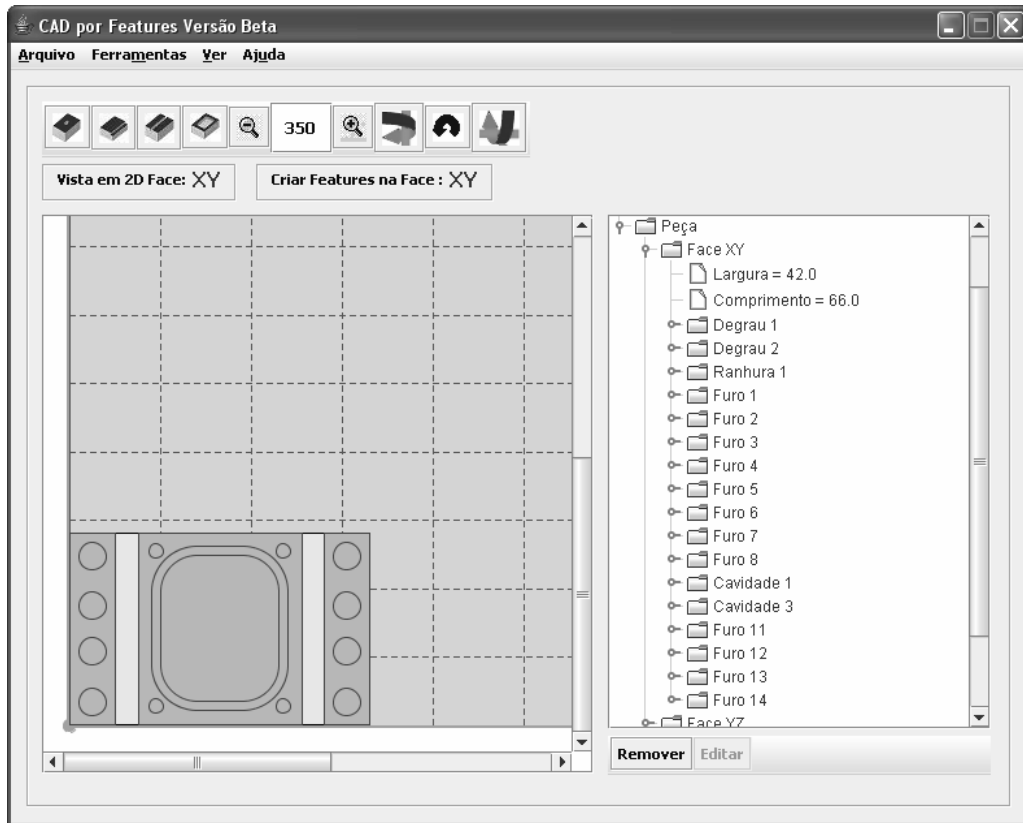 CAD por Features Versão Beta
Arquivo Ferramentas Ver Ajuda
350
Vista em 2D Face: XY
Criar Features na Face : XY
Peça
Face XY
Largura = 42.0
Comprimento = 66.0
Degrau 1
Degrau 2
Ranhura 1
Furo 1
Furo 2
Furo 3
Furo 4
Furo 5
Furo 6
Furo 7
Furo 8
Cavidade 1
Cavidade 3
Furo 11
Furo 12
Furo 13
Furo 14
Face YZ
Remover Editar